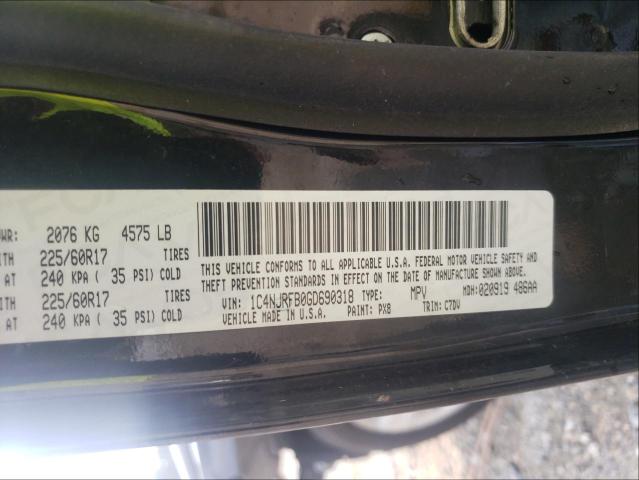 WR: 2076 KG 4575 LB
ITH 225/60R17 TIRES
AT 240 KPA ( 35 PSI) COLD
ITH 225/60R17 TIRES
AT 240 KPA ( 35 PSI) COLD
THIS VEHICLE CONFORMS TO ALL APPLICABLE U.S.A. FEDERAL MOTOR VEHICLE SAFETY AND
THEFT PREVENTION STANDARDS IN EFFECT ON THE DATE OF MANUFACTURE SHOWN ABOVE.
VIN: 1C4NJRFB0GD690318 TYPE: MPV MDH:020919 486AA
VEHICLE MADE IN U.S.A. PAINT: PX8 TRIM: C7DV